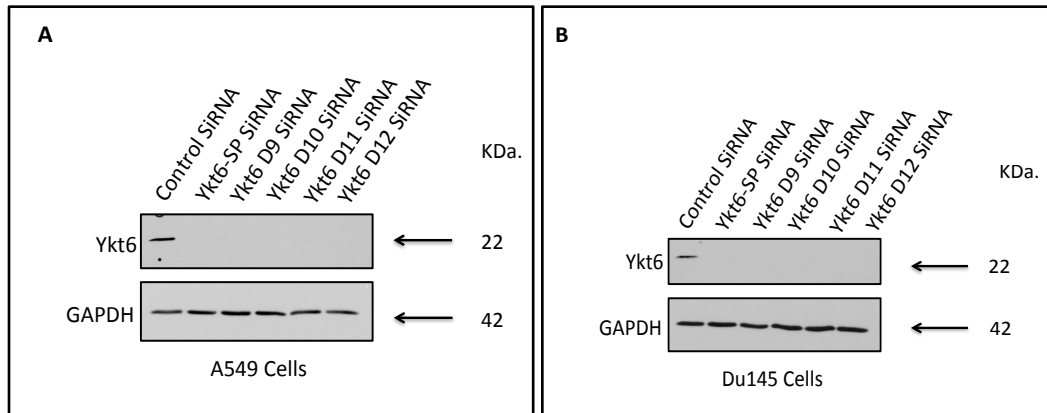 A
Control SiRNA
Ykt6-SP SiRNA
Ykt6 D9 SiRNA
Ykt6 D10 SiRNA
Ykt6 D11 SiRNA
Ykt6 D12 SiRNA
KDa.
Ykt6
22
GAPDH
42
A549 Cells
B
Control SiRNA
Ykt6-SP SiRNA
Ykt6 D9 SiRNA
Ykt6 D10 SiRNA
Ykt6 D11 SiRNA
Ykt6 D12 SiRNA
KDa.
Ykt6
22
GAPDH
42
Du145 Cells